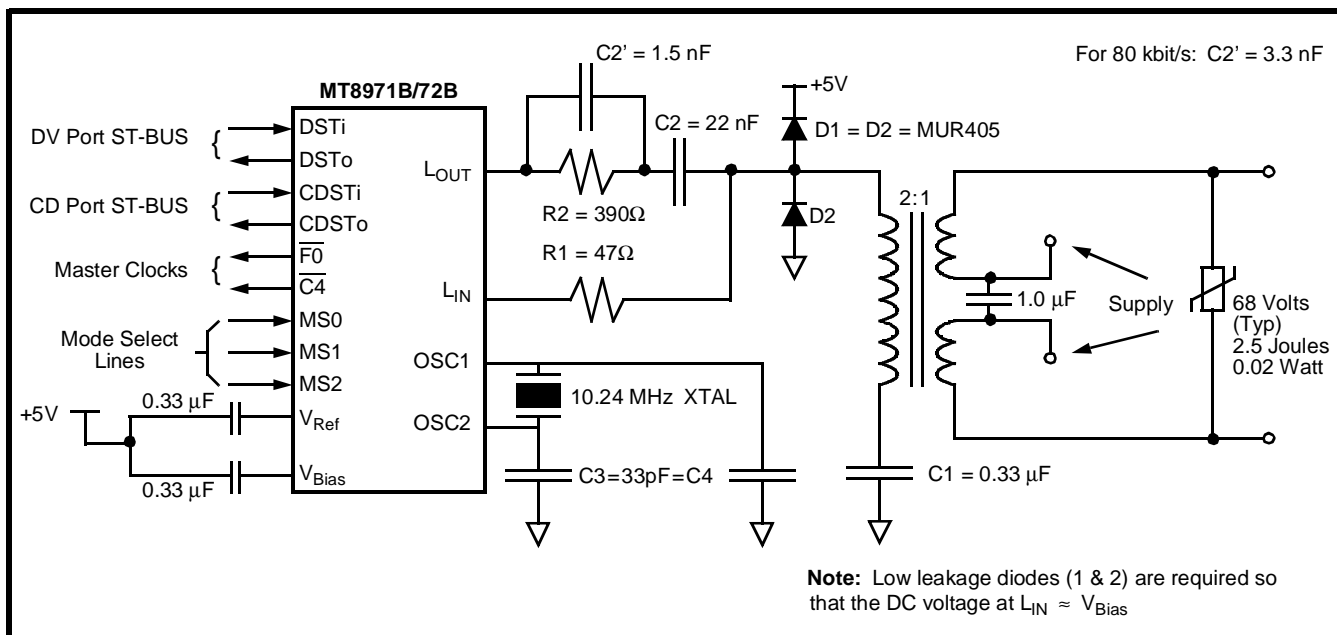 C2’ = 1.5 nF
For 80 kbit/s: C2’ = 3.3 nF
MT8971B/72B
+5V
DV Port ST-BUS
{
DSTi
DSTo
C2 = 22 nF
D1 = D2 = MUR405
LOUT
CD Port ST-BUS
{
CDSTi
CDSTo
R2 = 390Ω
D2
2:1
Master Clocks
{
F0
C4
R1 = 47Ω
LIN
1.0 μF
Supply
68 Volts
(Typ)
2.5 Joules
0.02 Watt
Mode Select
Lines
MS0
MS1
MS2
OSC1
OSC2
10.24 MHz XTAL
+5V
0.33 μF
VRef
0.33 μF
VBias
C3=33pF=C4
C1 = 0.33 μF
Note: Low leakage diodes (1 & 2) are required so
that the DC voltage at LIN ≈ VBias